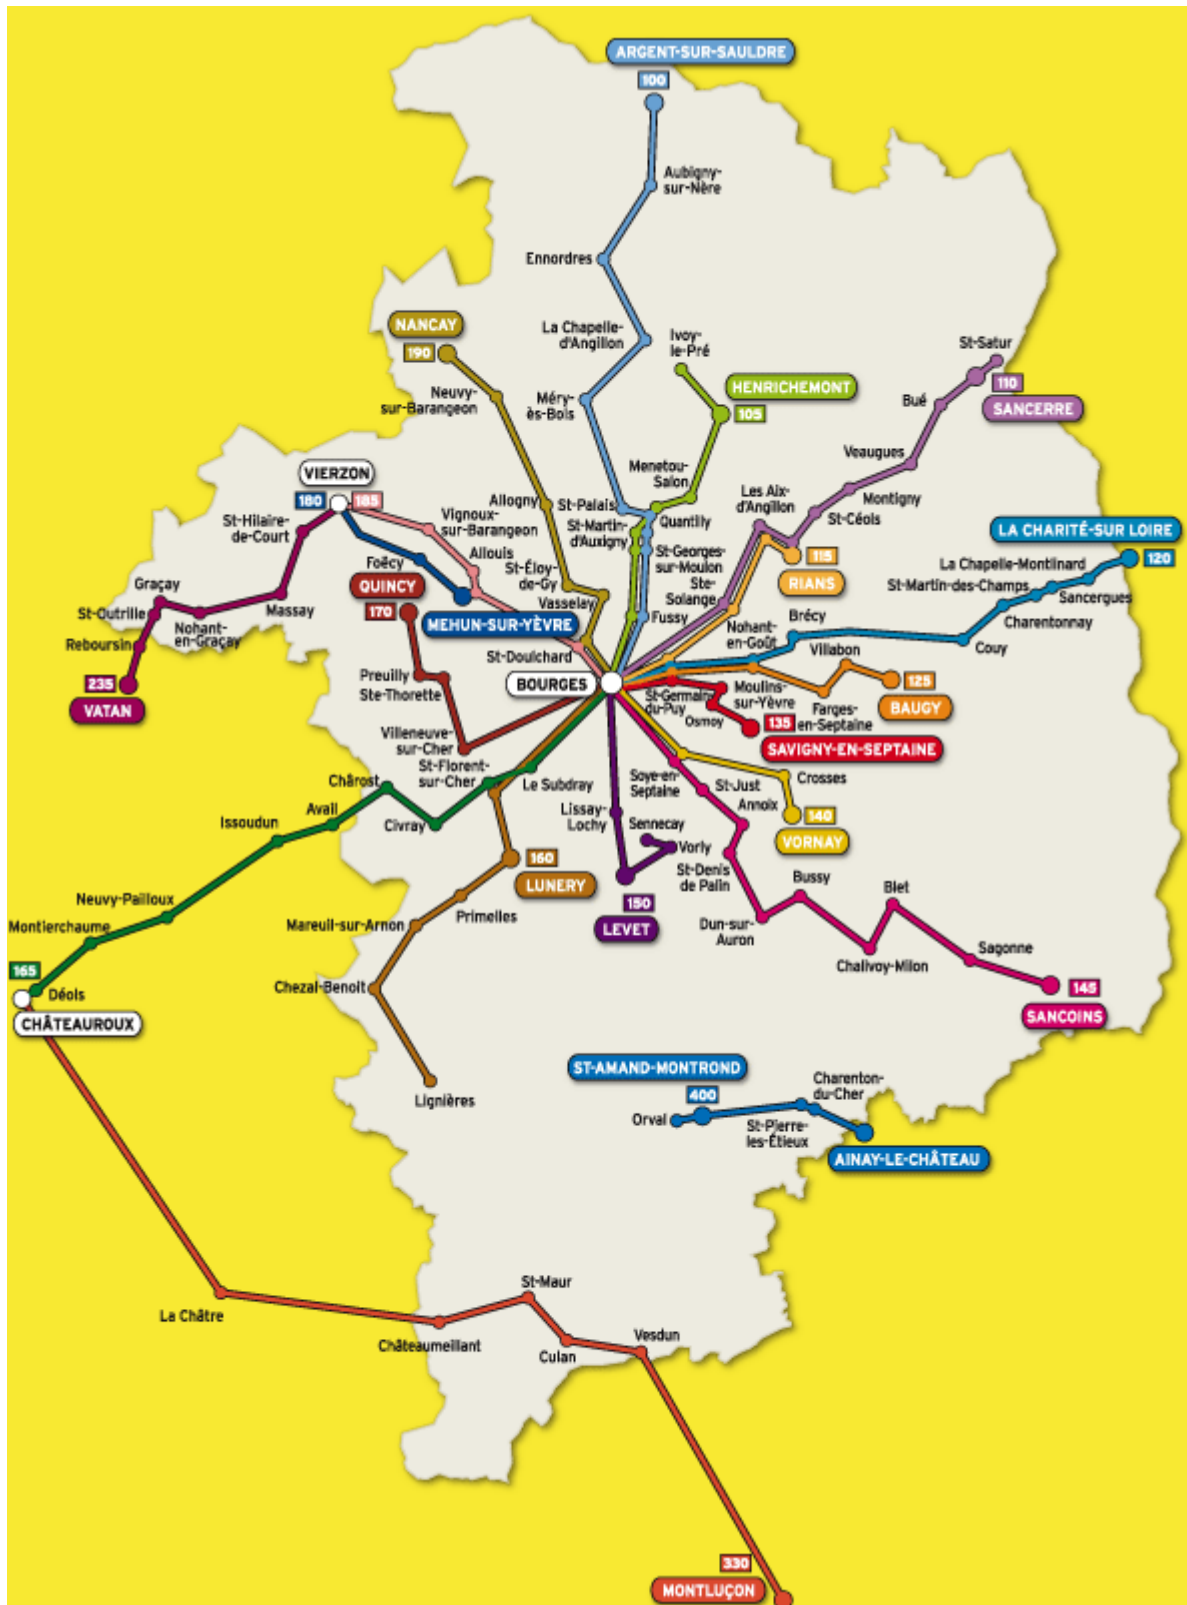 ARGENT-SUR-SAULDRE
100
Aubigny-
sur-Nère
Ennordres
La Chapelle-
d'Angillon
Ivoy-
le-Pré
NANCAY
190
St-Satur
110
SANCERRE
HENRICHEMONT
105
Neuvy-
sur-Barangeon
Méry-
ès-Bois
Bué
Veaugues
VIERZON
180
185
Menetou-
Salon
Montigny
Allogny
St-Palais
Quantilly
Les Aix-
d'Angillon
St-Céols
St-Hilaire-
de-Court
Vignoux-
sur-Barangeon
St-Martin-
d'Auxigny
LA CHARITÉ-SUR LOIRE
120
Foëcy
Allouis
St-Georges-
sur-Moulon
115
RIANS
La Chapelle-Montlinard
St-Éloy-
de-Gy
Graçay
QUINCY
170
Ste-
Solange
St-Martin-des-Champs
Sancergues
St-Outrille
Massay
Vasselay
Charentonnay
Nohant-
en-Graçay
MEHUN-SUR-YÈVRE
Fussy
Nohant-
en-Goût
Brécy
Reboursin
Couy
St-Doulchard
Villabon
235
VATAN
Preuilly
Ste-Thorette
BOURGES
St-Germain-
du-Puy
Moulins-
sur-Yèvre
125
BAUGY
Osmoy
Farges-
en-Septaine
135
SAVIGNY-EN-SEPTAINE
Villeneuve-
sur-Cher
St-Florent-
sur-Cher
Le Subdray
Soye-en-
Septaine
Crosses
Chârost
St-Just
Annoix
Avail
Issoudun
Civray
Lissay-
Lochy
Sennecay
Vorly
140
VORNAY
160
LUNERY
St-Denis
de Palin
150
LEVET
Bussy
Blet
Neuvy-Pailloux
Primelles
Montierchaume
Mareuil-sur-Arnon
Dun-sur-
Auron
Chalivoy-Milon
Sagonne
165
Déols
CHÂTEAUROUX
Chezal-Benoit
145
SANCOINS
ST-AMAND-MONTROND
400
Lignières
Orval
Charenton-
du-Cher
St-Pierre-
les-Étieux
AINAY-LE-CHÂTEAU
St-Maur
La Châtre
Châteaumeillant
Culan
Vesdun
330
MONTLUÇON